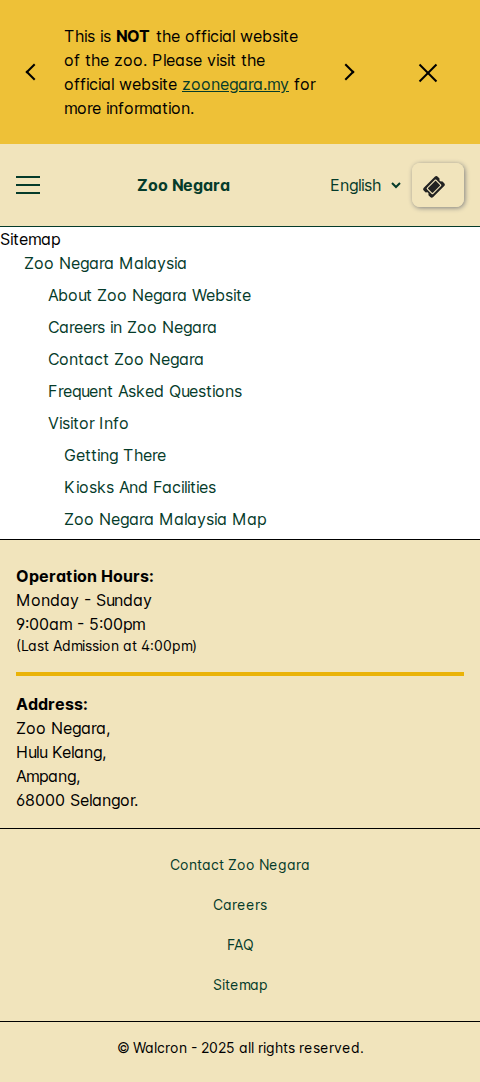 This is NOT the official website
of the zoo. Please visit the
official website zoonegara.my for
more information.
Zoo Negara
English
Sitemap
Zoo Negara Malaysia
About Zoo Negara Website
Careers in Zoo Negara
Contact Zoo Negara
Frequent Asked Questions
Visitor Info
Getting There
Kiosks And Facilities
Zoo Negara Malaysia Map
Operation Hours:
Monday - Sunday
9:00am - 5:00pm
(Last Admission at 4:00pm)
Address:
Zoo Negara,
Hulu Kelang,
Ampang,
68000 Selangor.
Contact Zoo Negara
Careers
FAQ
Sitemap
© Walcron - 2025 all rights reserved.